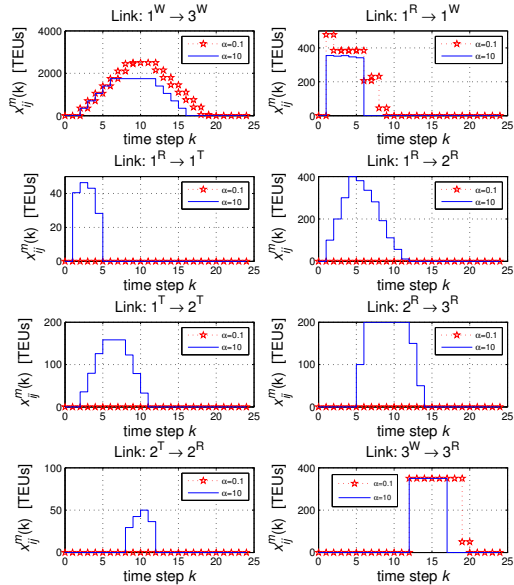 Link: 1^W → 3^W
x_ij^m(k) [TEUs]
4000
2000
0
0 5 10 15 20 25
time step k
α=0.1
α=10
Link: 1^R → 1^W
x_ij^m(k) [TEUs]
400
200
0
0 5 10 15 20 25
time step k
α=0.1
α=10
Link: 1^R → 1^T
x_ij^m(k) [TEUs]
40
20
0
0 5 10 15 20 25
time step k
α=0.1
α=10
Link: 1^R → 2^R
x_ij^m(k) [TEUs]
400
200
0
0 5 10 15 20 25
time step k
α=0.1
α=10
Link: 1^T → 2^T
x_ij^m(k) [TEUs]
200
100
0
0 5 10 15 20 25
time step k
α=0.1
α=10
Link: 2^R → 3^R
x_ij^m(k) [TEUs]
200
100
0
0 5 10 15 20 25
time step k
α=0.1
α=10
Link: 2^T → 2^R
x_ij^m(k) [TEUs]
100
50
0
0 5 10 15 20 25
time step k
α=0.1
α=10
Link: 3^W → 3^R
x_ij^m(k) [TEUs]
400
200
0
0 5 10 15 20 25
time step k
α=0.1
α=10